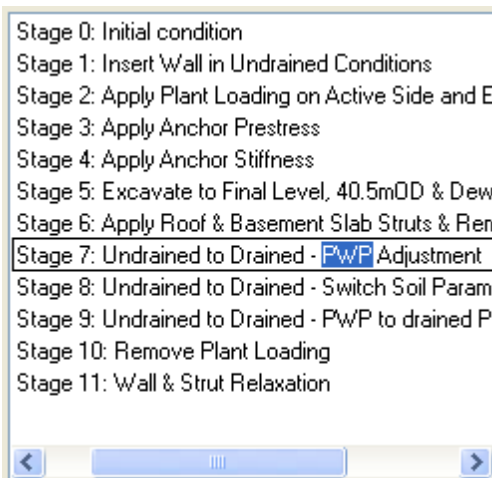 Stage 0: Initial condition
Stage 1: Insert Wall in Undrained Conditions
Stage 2: Apply Plant Loading on Active Side and E
Stage 3: Apply Anchor Prestress
Stage 4: Apply Anchor Stiffness
Stage 5: Excavate to Final Level, 40.5mOD & Dew
Stage 6: Apply Roof & Basement Slab Struts & Rem
Stage 7: Undrained to Drained - PWP Adjustment
Stage 8: Undrained to Drained - Switch Soil Param
Stage 9: Undrained to Drained - PWP to drained P
Stage 10: Remove Plant Loading
Stage 11: Wall & Strut Relaxation